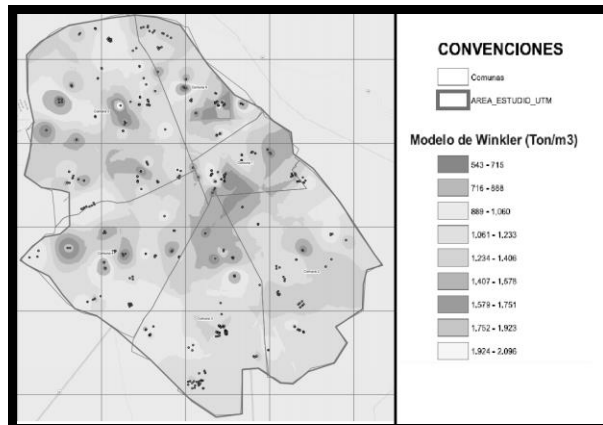 CONVENCIONES
Comunas
AREA_ESTUDIO_UTM
Modelo de Winkler (Ton/m3)
543 - 715
716 - 888
889 - 1,060
1,061 - 1,233
1,234 - 1,406
1,407 - 1,578
1,579 - 1,751
1,752 - 1,923
1,924 - 2,096